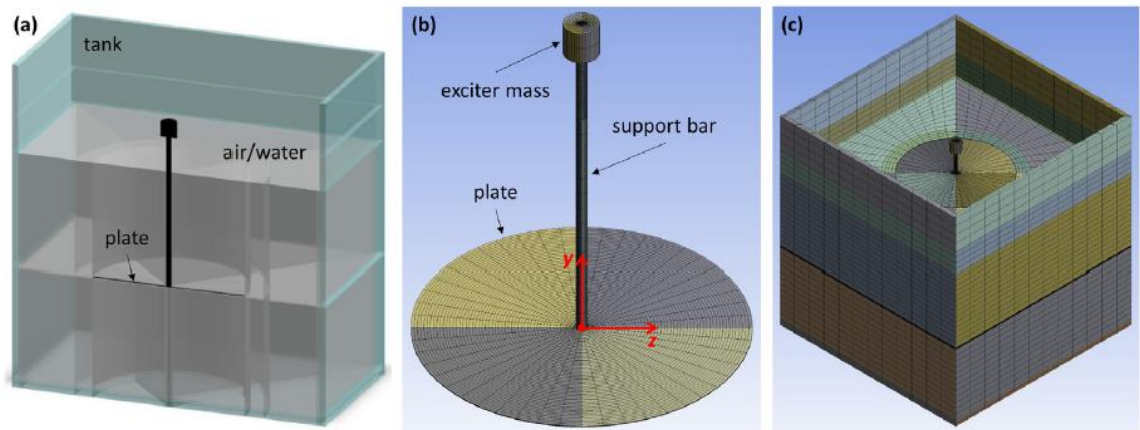 (a)
tank
air/water
plate
(b)
exciter mass
support bar
plate
y
z
(c)